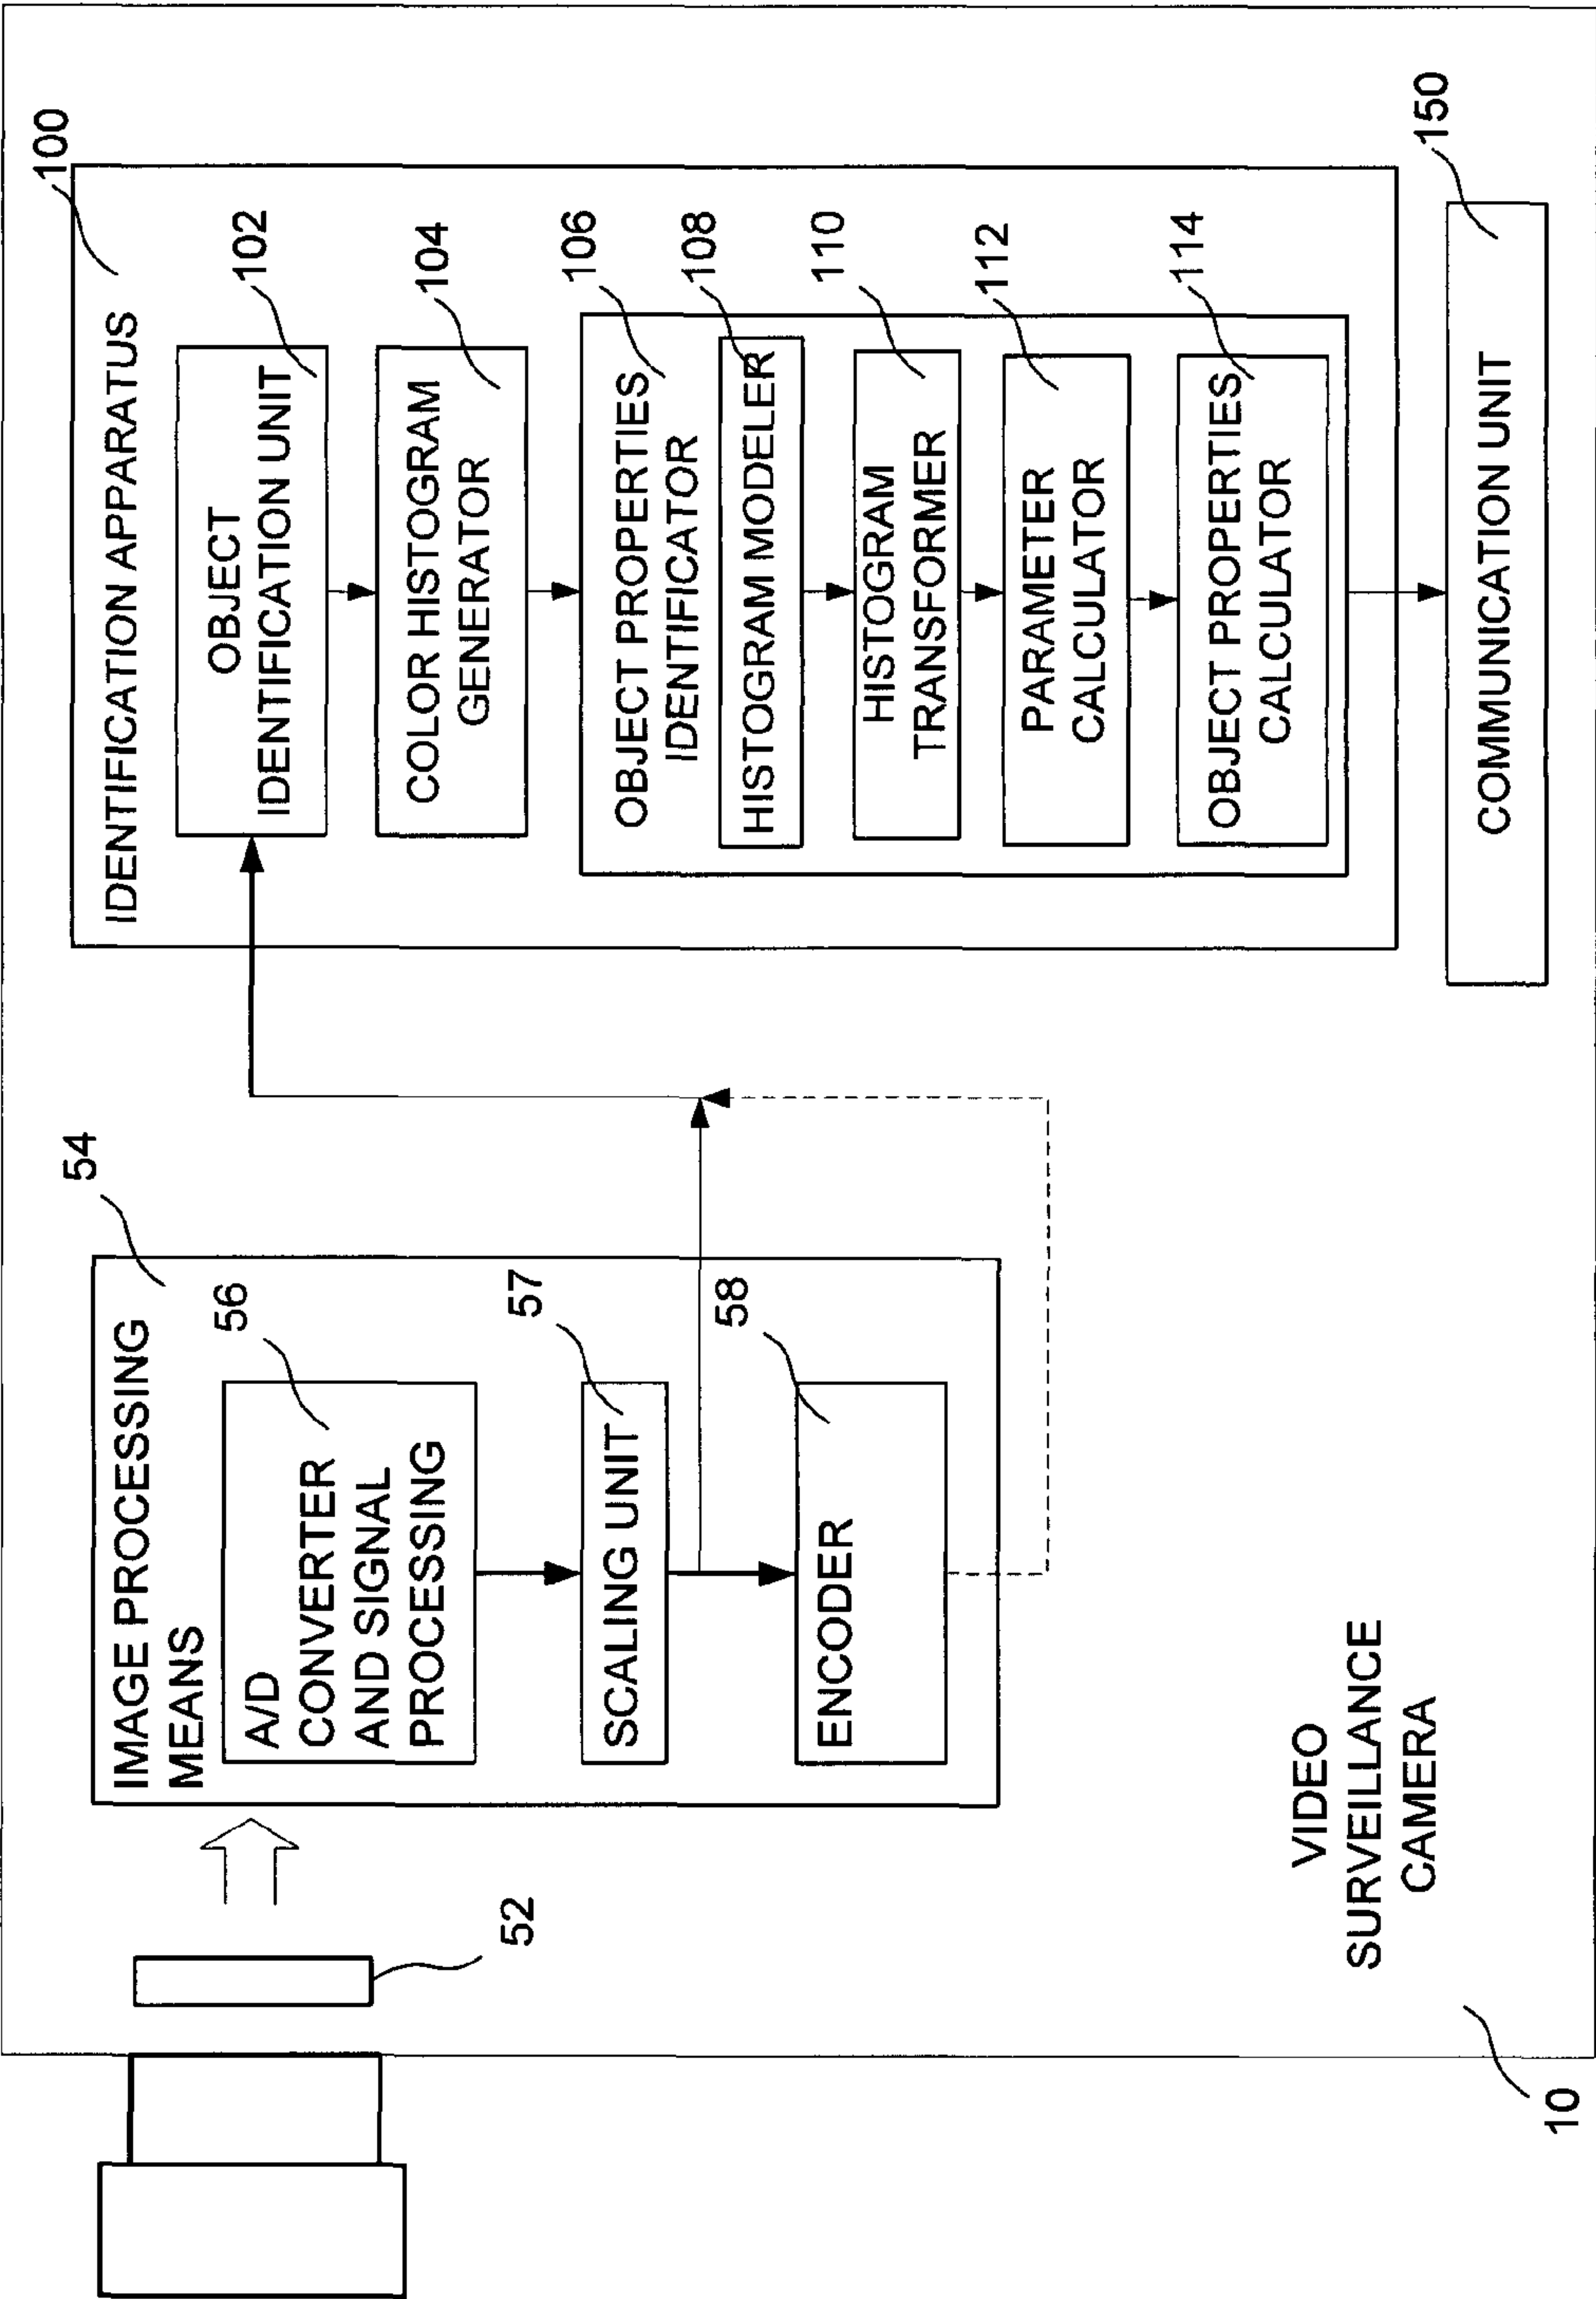 IMAGE PROCESSING
MEANS
54
A/D
CONVERTER
AND SIGNAL
PROCESSING
56
SCALING UNIT
57
ENCODER
58
52
VIDEO
SURVEILLANCE
CAMERA
10
IDENTIFICATION APPARATUS
100
OBJECT
IDENTIFICATION UNIT
102
COLOR HISTOGRAM
GENERATOR
104
OBJECT PROPERTIES
IDENTIFICATOR
106
HISTOGRAM MODELER
108
HISTOGRAM
TRANSFORMER
110
PARAMETER
CALCULATOR
112
OBJECT PROPERTIES
CALCULATOR
114
COMMUNICATION UNIT
150